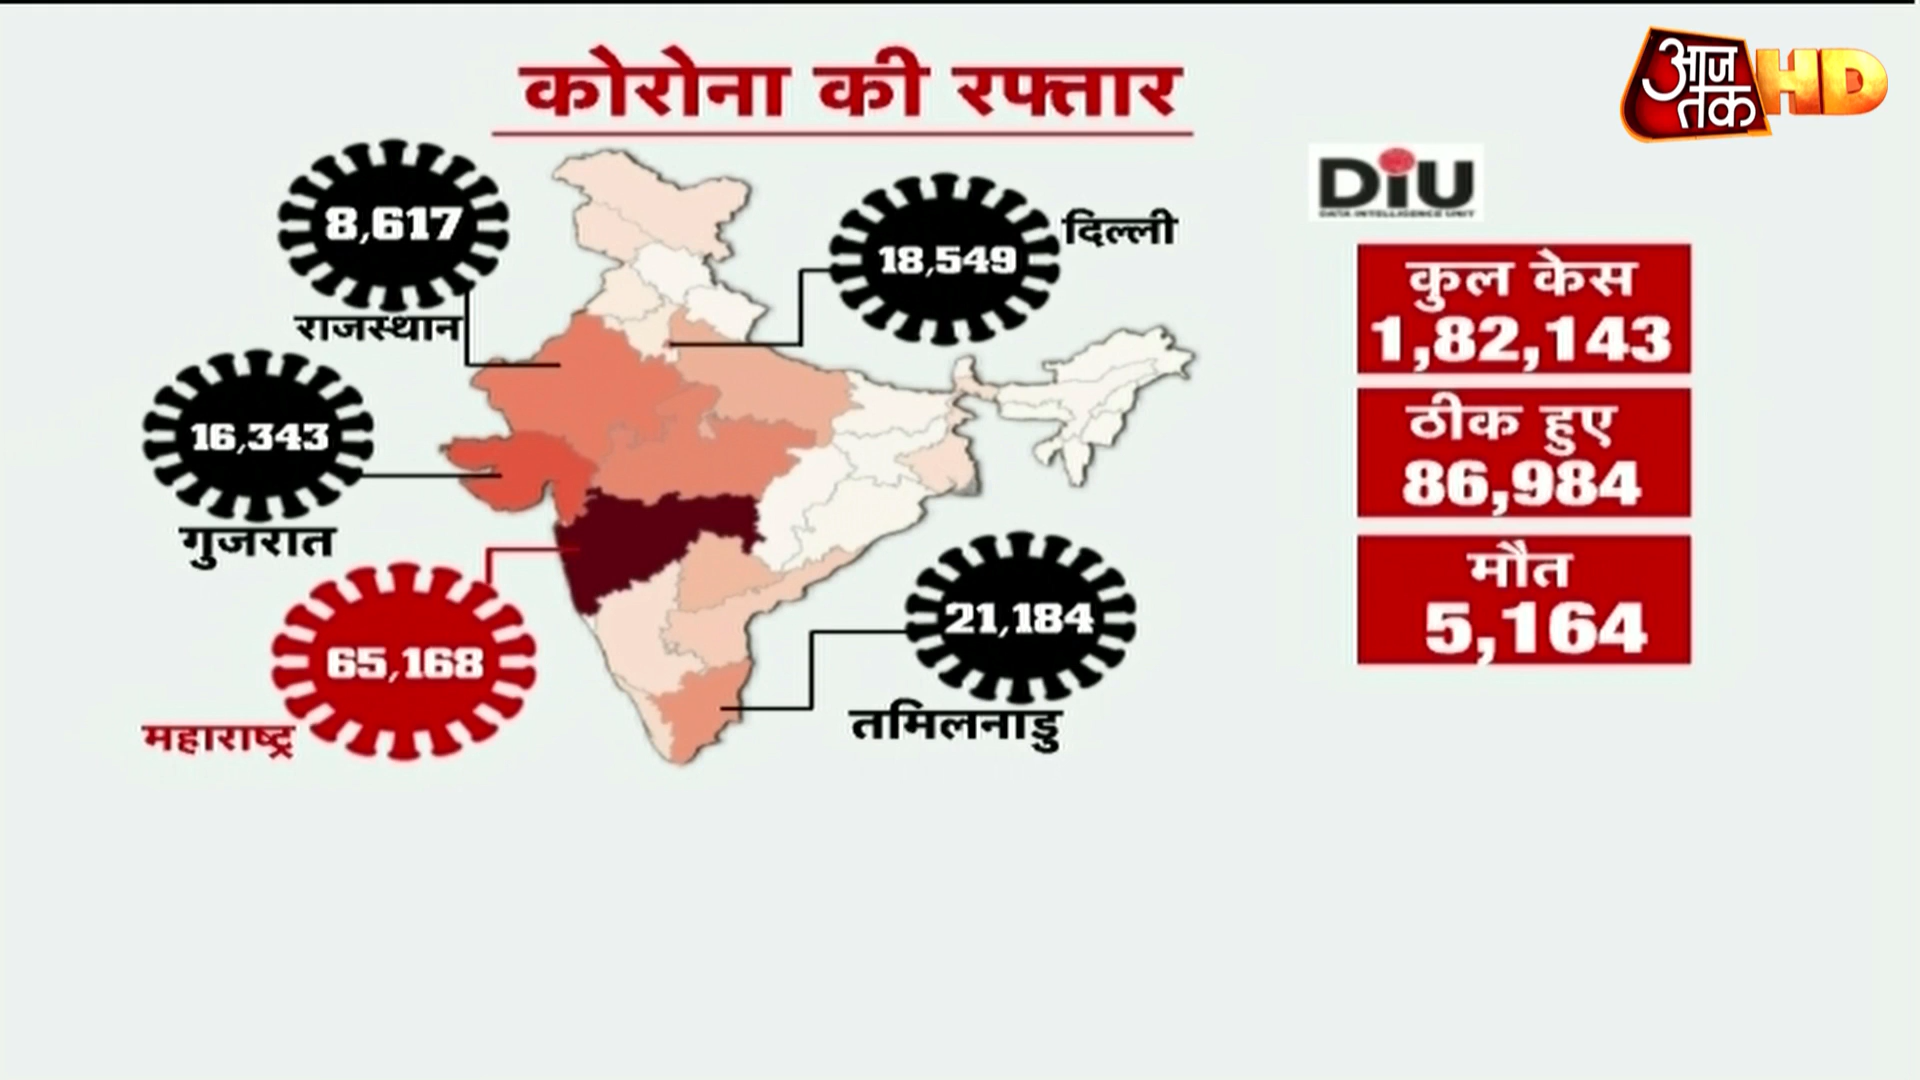 कोरोना की रफ्तार
आज
तक HD
DiU
DATA INTELLIGENCE UNIT
8,617
राजस्थान
18,549
दिल्ली
16,343
गुजरात
65,168
महाराष्ट्र
21,184
तमिलनाडु
कुल केस
1,82,143
ठीक हुए
86,984
मौत
5,164